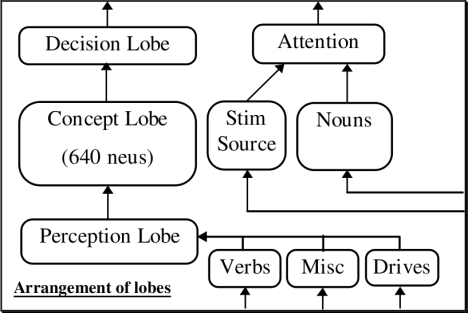 Decision Lobe
Attention
Concept Lobe
(640 neus)
Stim
Source
Nouns
Perception Lobe
Verbs
Misc
Drives
Arrangement of lobes